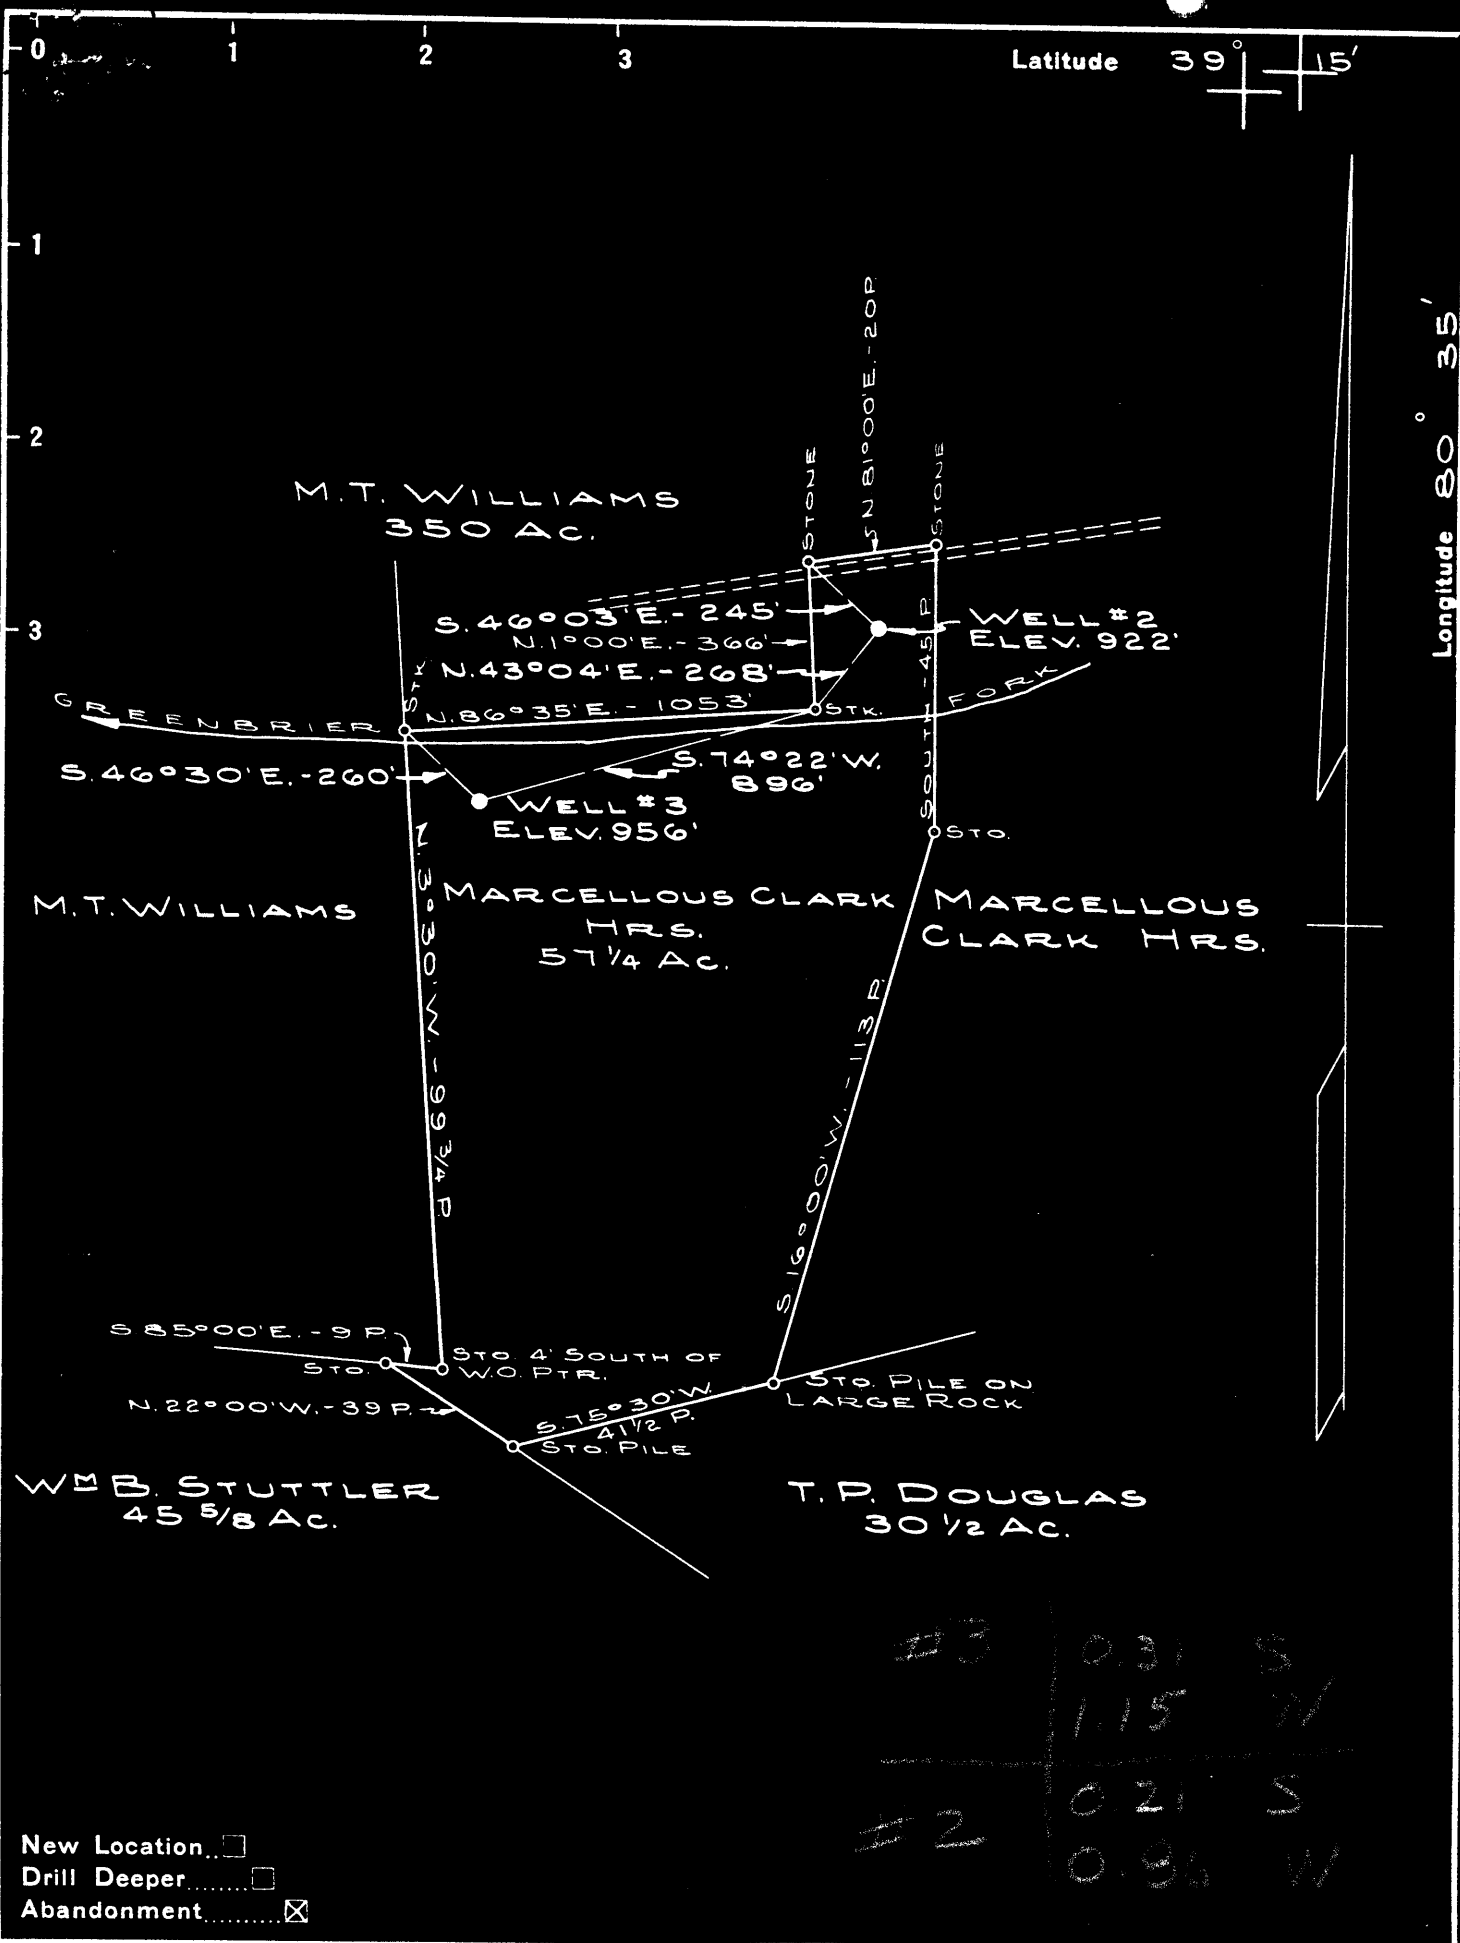 0
1
2
3
Latitude 39° 15'
1
2
3
Longitude 80° 35'
M.T. WILLIAMS
350 AC.
STONE
N 81°00'E.-20P.
STONE
S.46°03'E.-245'
N.1°00'E.-366'
N.43°04'E.-268'
WELL #2
ELEV. 922'
SOUTH-45 P.
STK.
GREENBRIER FORK
N.86°35'E.-1053'
STK.
S.46°30'E.-260'
S.74°22'W.
896'
WELL #3
ELEV. 956'
STO.
N.3°30'W.-99 3/4 P.
M.T. WILLIAMS
MARCELLOUS CLARK
HRS.
57 1/4 AC.
MARCELLOUS
CLARK HRS.
S.16°00'W.-113 P.
S.85°00'E.-9 P.
STO.
STO. 4' SOUTH OF
W.O. PTR.
N.22°00'W.-39 P.
S.75°30'W.
41 1/2 P.
STO. PILE
STO. PILE ON
LARGE ROCK
WM B. STUTTLER
45 5/8 AC.
T.P. DOUGLAS
30 1/2 AC.
#3 0.31 S
1.15 W
#2 0.21 S
W
New Location..☐
Drill Deeper.......☐
Abandonment.........☒